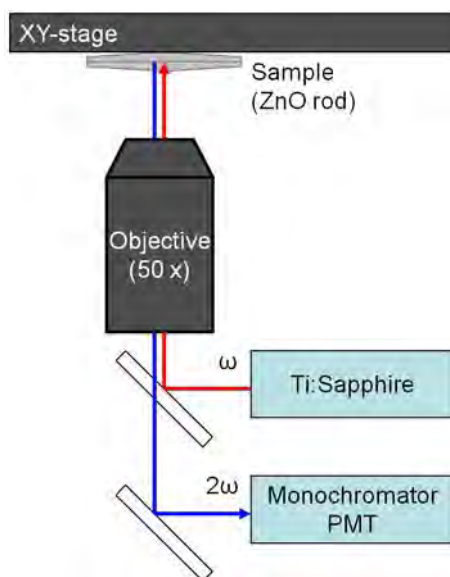 XY-stage
Sample
(ZnO rod)
Objective
(50 x)
ω
Ti:Sapphire
2ω
Monochromator
PMT